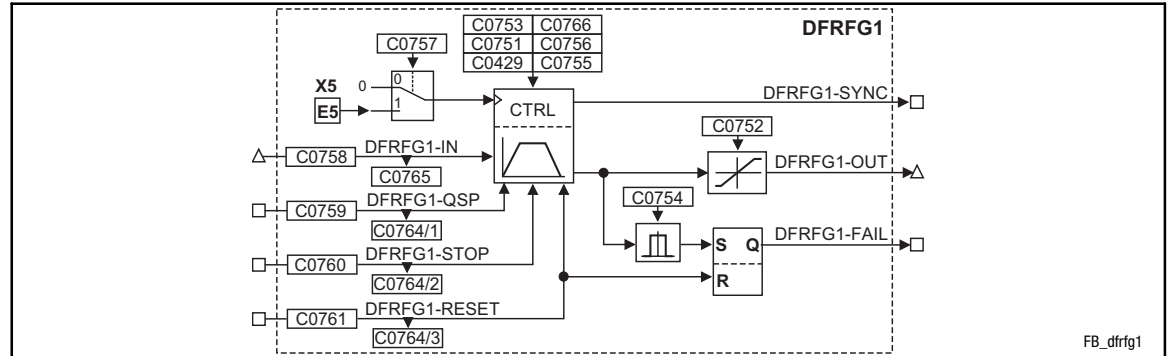 DFRFG1
C0753 C0766
C0751 C0756
C0429 C0755
C0757
X5 0 0
E5 1
CTRL
DFRFG1-SYNC
C0752
DFRFG1-OUT
C0758 DFRFG1-IN
C0765
C0759 DFRFG1-QSP
C0764/1
C0754
S Q DFRFG1-FAIL
R
C0760 DFRFG1-STOP
C0764/2
C0761 DFRFG1-RESET
C0764/3
FB_dfrfg1